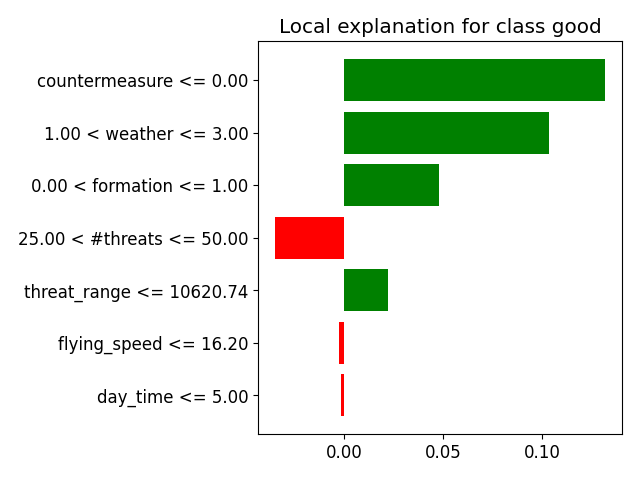 Local explanation for class good
countermeasure <= 0.00
1.00 < weather <= 3.00
0.00 < formation <= 1.00
25.00 < #threats <= 50.00
threat_range <= 10620.74
flying_speed <= 16.20
day_time <= 5.00
0.00 0.05 0.10